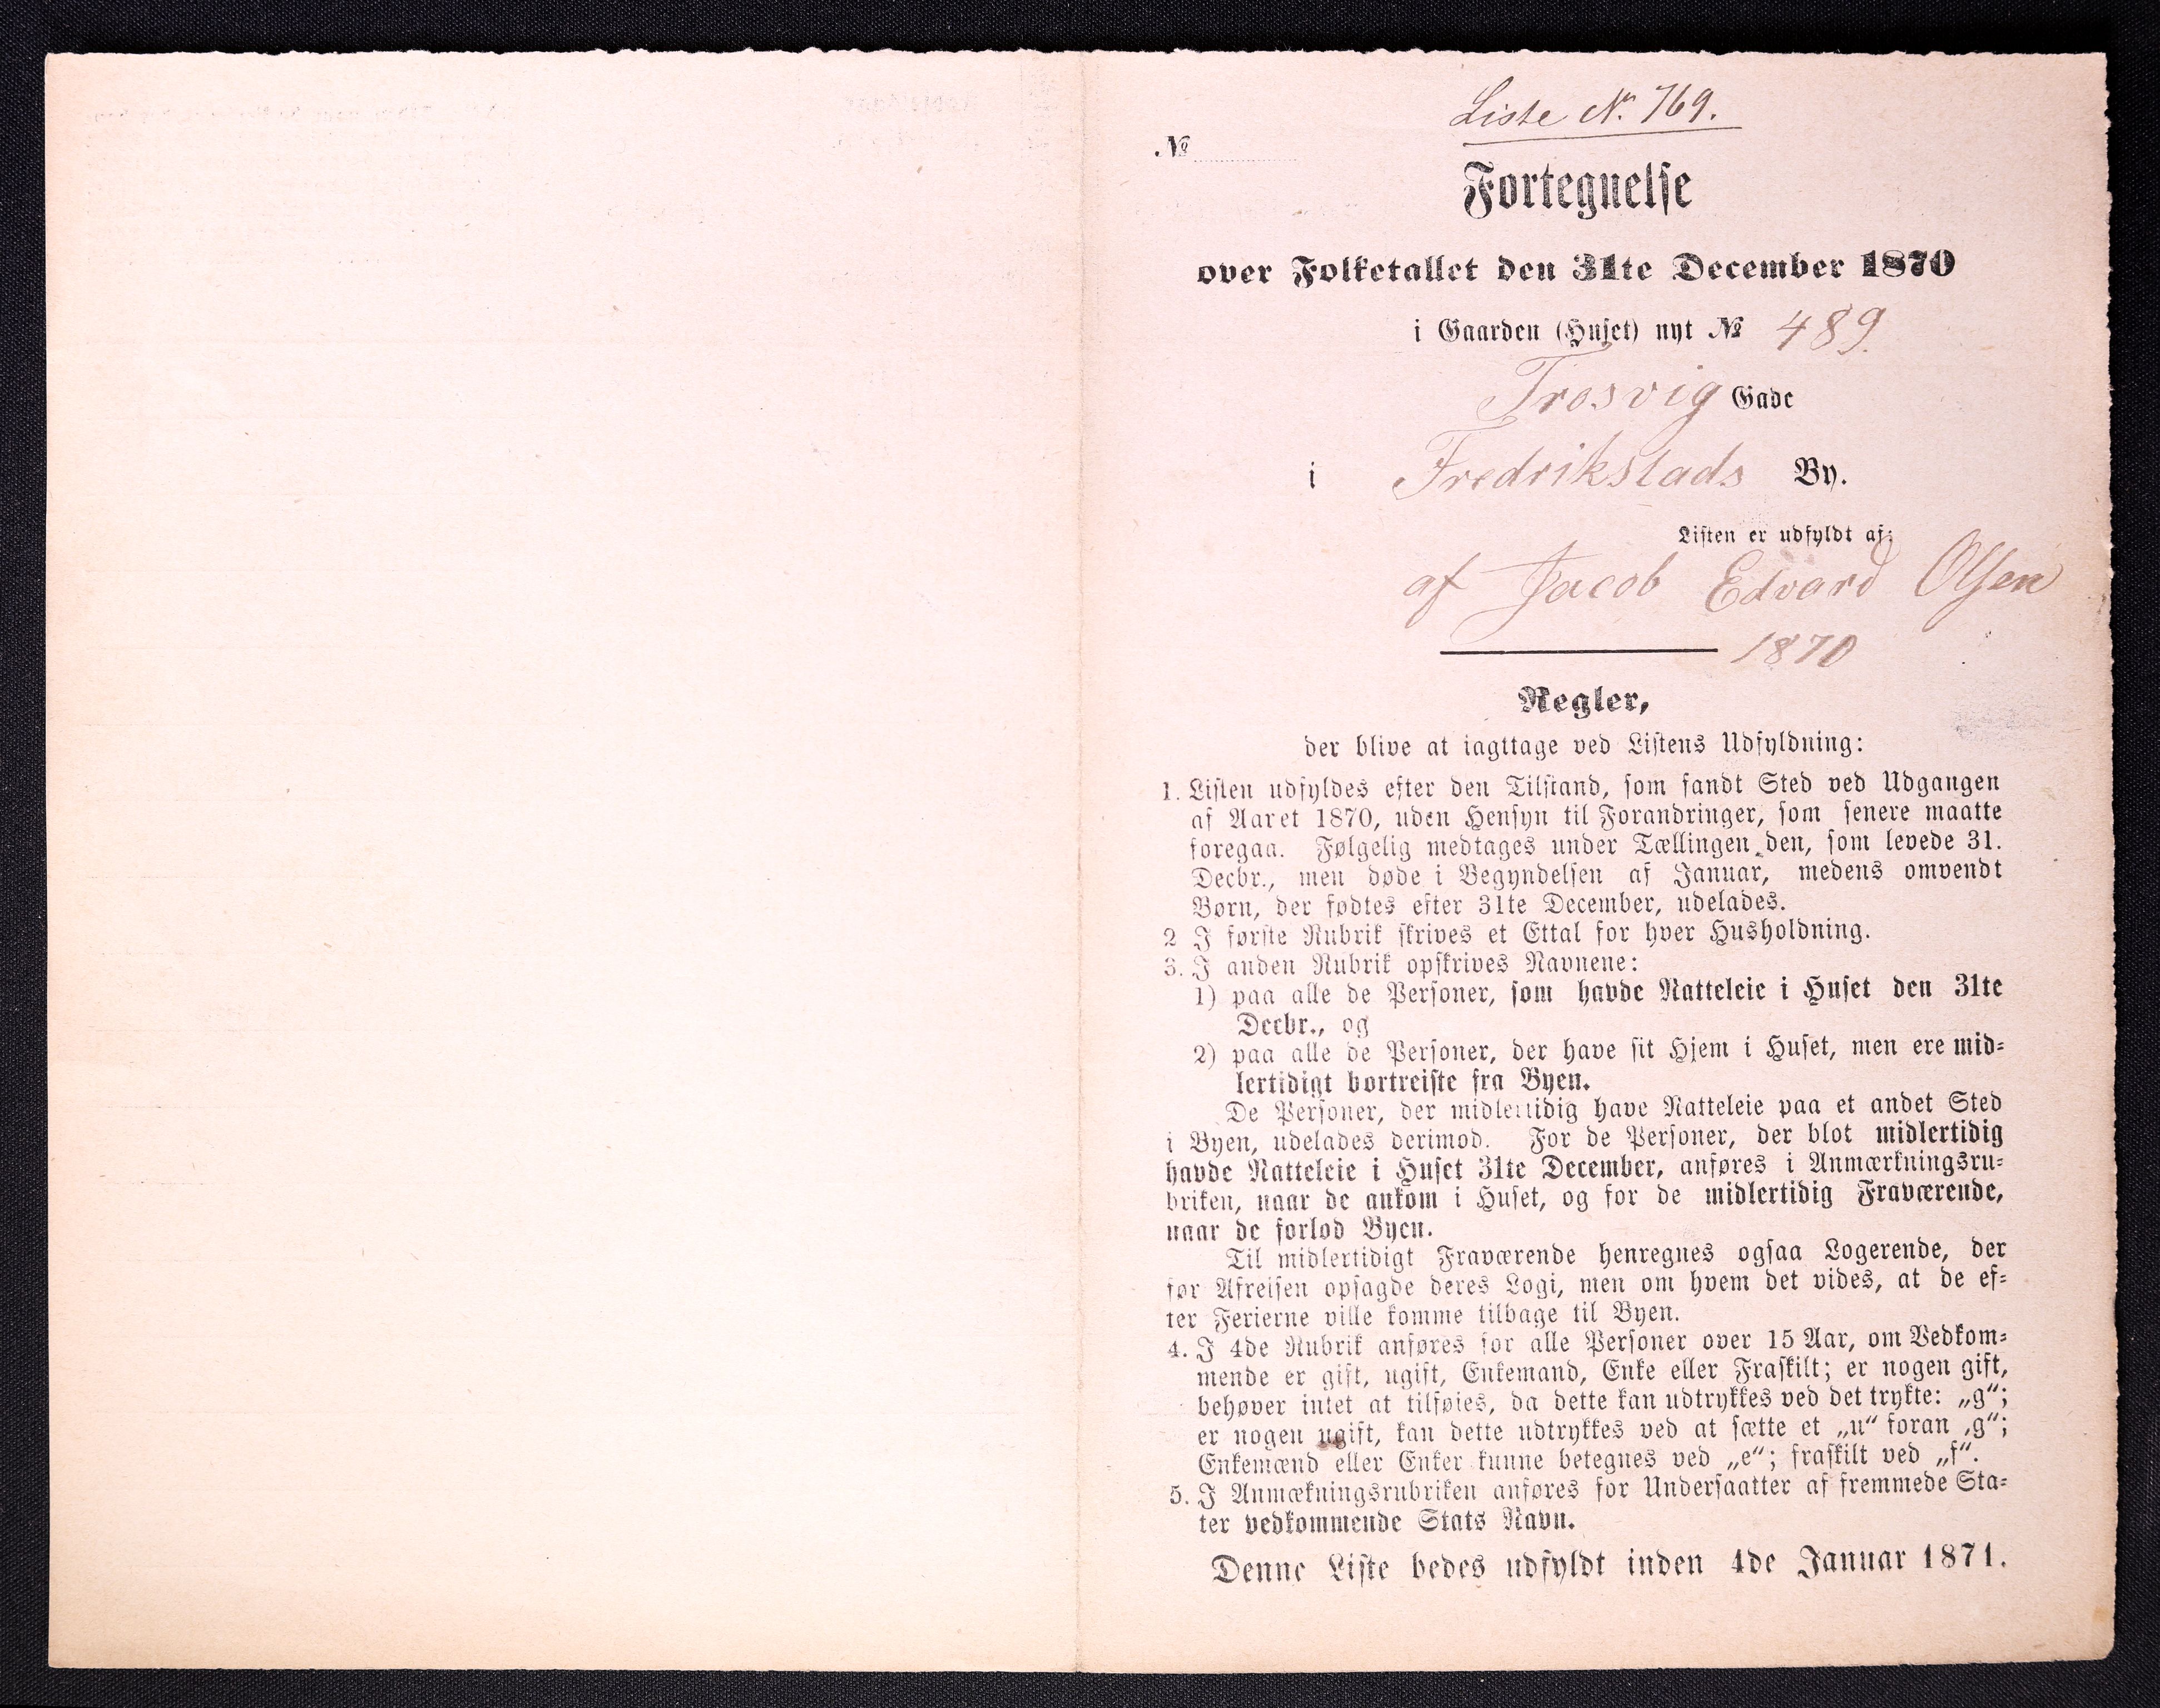 Liste Nr. 769.
№
Fortegnelse
over Folketallet den 31te December 1870
i Gaarden (Huset) nyt № 489.
Trosvig Gade
i Fredrikstads By.
Listen er udfyldt af:
af Jacob Edvard Olsen
1870
Regler,
der blive at iagttage ved Listens Udfyldning:
1. Listen udfyldes efter den Tilstand, som fandt Sted ved Udgangen
af Aaret 1870, uden Hensyn til Forandringer, som senere maatte
foregaa. Følgelig medtages under Tællingen den, som levede 31.
Decbr., men døde i Begyndelsen af Januar, medens omvendt
Børn, der fødtes efter 31te December, udelades.
2 I første Rubrik skrives et Ettal for hver Husholdning.
3. I anden Rubrik opskrives Navnene:
1) paa alle de Personer, som havde Natteleie i Huset den 31te
Decbr., og
2) paa alle de Personer, der have sit Hjem i Huset, men ere mid-
lertidigt bortreiste fra Byen.
De Personer, der midlertidig have Natteleie paa et andet Sted
i Byen, udelades derimod. For de Personer, der blot midlertidig
havde Natteleie i Huset 31te December, anføres i Anmærkningsru-
briken, naar de ankom i Huset, og for de midlertidig Fraværende,
naar de forlod Byen.
Til midlertidigt Fraværende henregnes ogsaa Logerende, der
før Afreisen opsagde deres Logi, men om hvem det vides, at de ef-
ter Ferierne ville komme tilbage til Byen.
4. I 4de Rubrik anføres for alle Personer over 15 Aar, om Vedkom-
mende er gift, ugift, Enkemand, Enke eller Fraskilt; er nogen gift,
behøver intet at tilføies, da dette kan udtrykkes ved det trykte: „g“;
er nogen ugift, kan dette udtrykkes ved at sætte et „u“ foran ‚g“;
Enkemænd eller Enker kunne betegnes ved „e“; fraskilt ved „f“.
5. I Anmækningsrubriken anføres for Undersaatter af fremmede Sta-
ter vedkommende Stats Navn.
Denne Liste bedes udfyldt inden 4de Januar 1871.